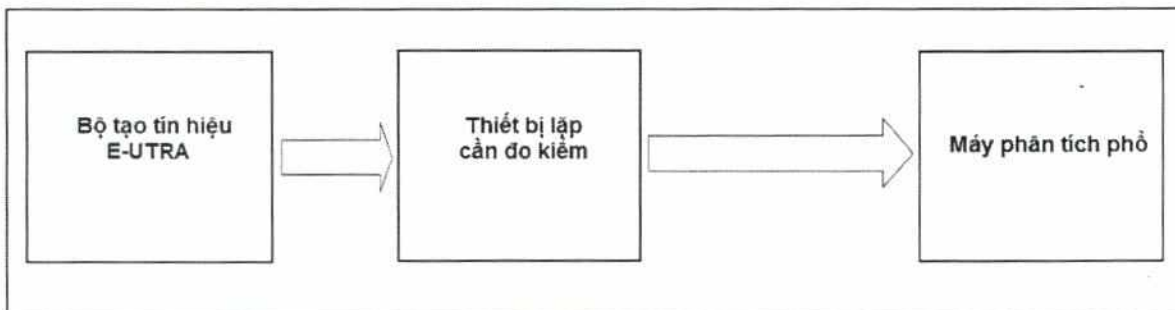 Bộ tạo tín hiệu
E-UTRA
Thiết bị lặp
cần đo kiểm
Máy phân tích phổ